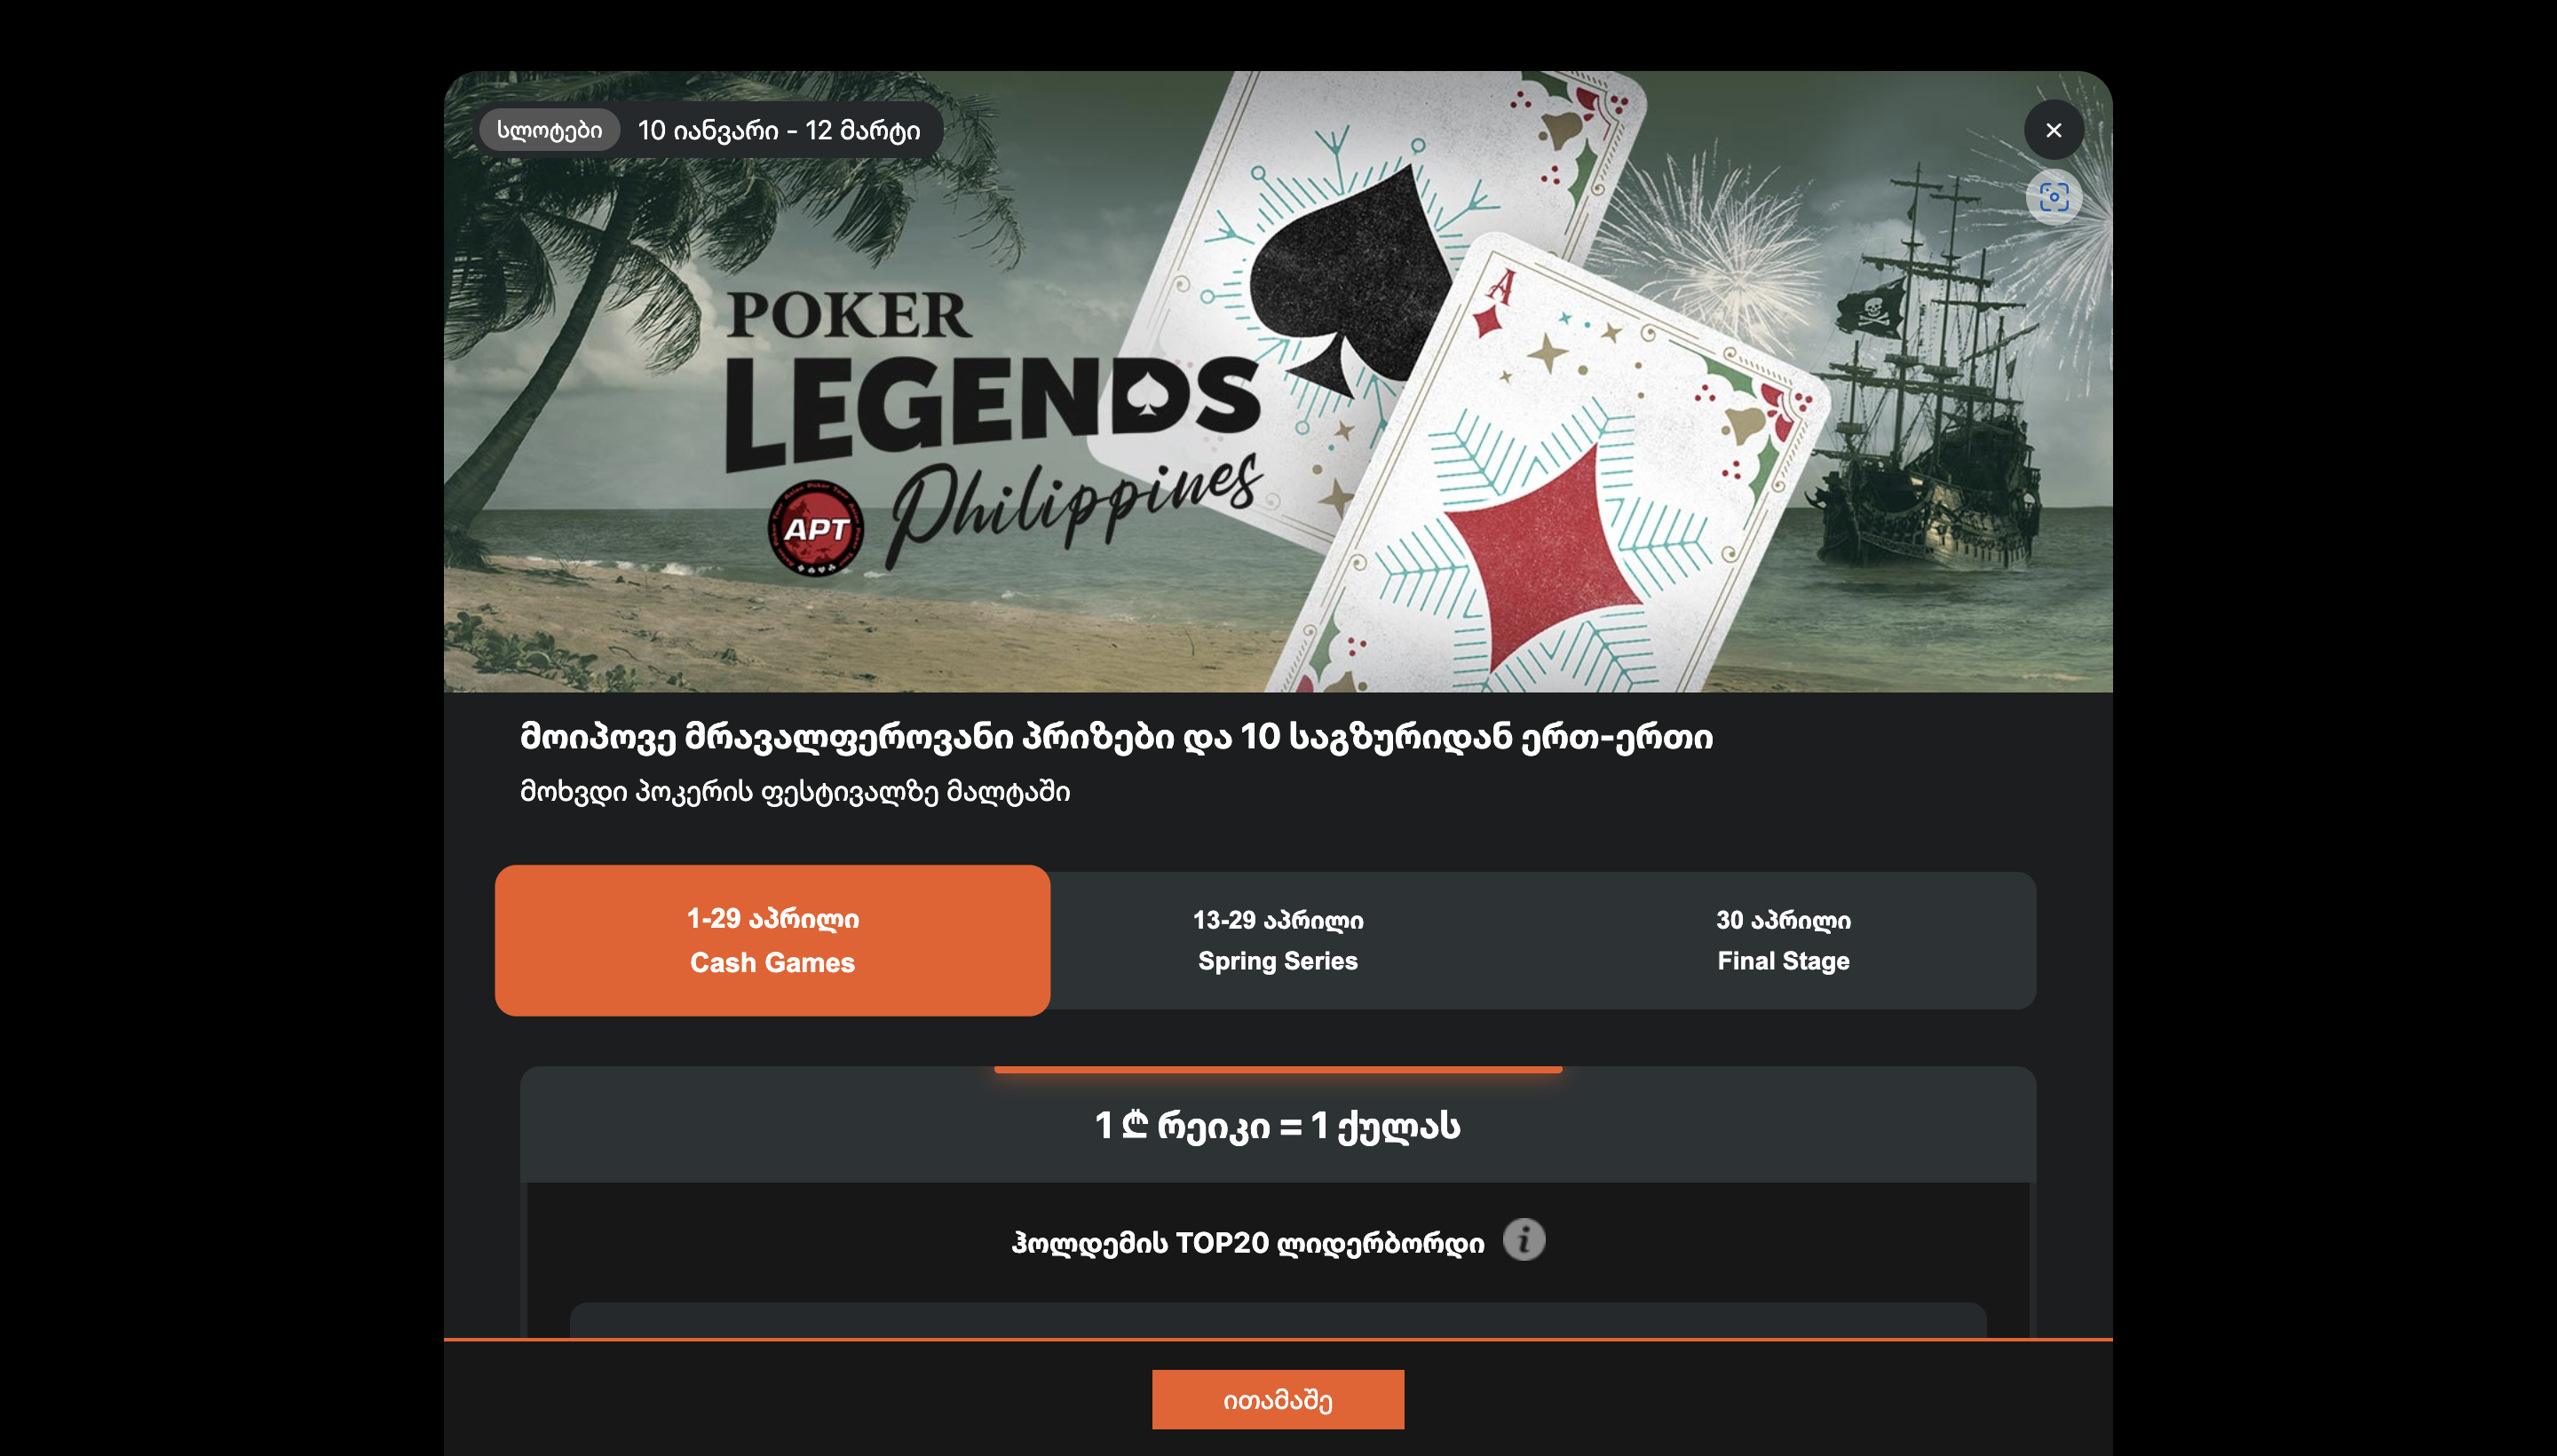 სლოტები 10 იანვარი - 12 მარტი
POKER
LEGENDS
APT Philippines
A
მოიპოვე მრავალფეროვანი პრიზები და 10 საგზურიდან ერთ-ერთი
მოხვდი პოკერის ფესტივალზე მალტაში
1-29 აპრილი
Cash Games
13-29 აპრილი
Spring Series
30 აპრილი
Final Stage
1 ₾ რეიკი = 1 ქულას
ჰოლდემის TOP20 ლიდერბორდი
ითამაშე